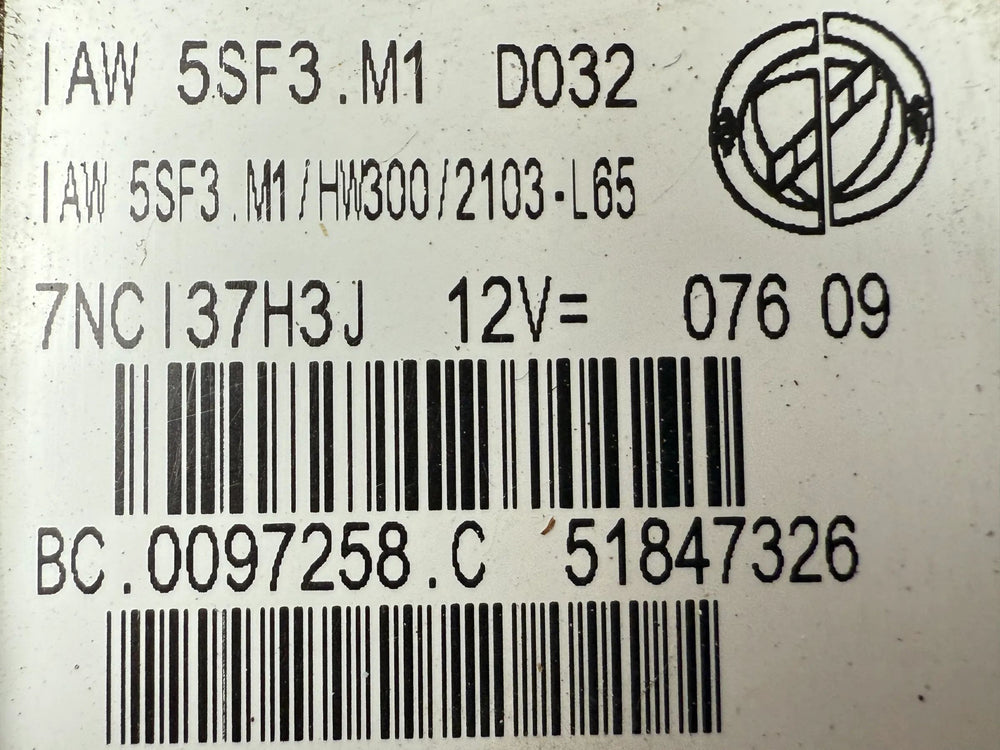 IAW 5SF3.M1 D032
IAW 5SF3.M1/HW300/2103-L65
7NCI37H3J 12V= 076 09
BC.0097258.C 51847326